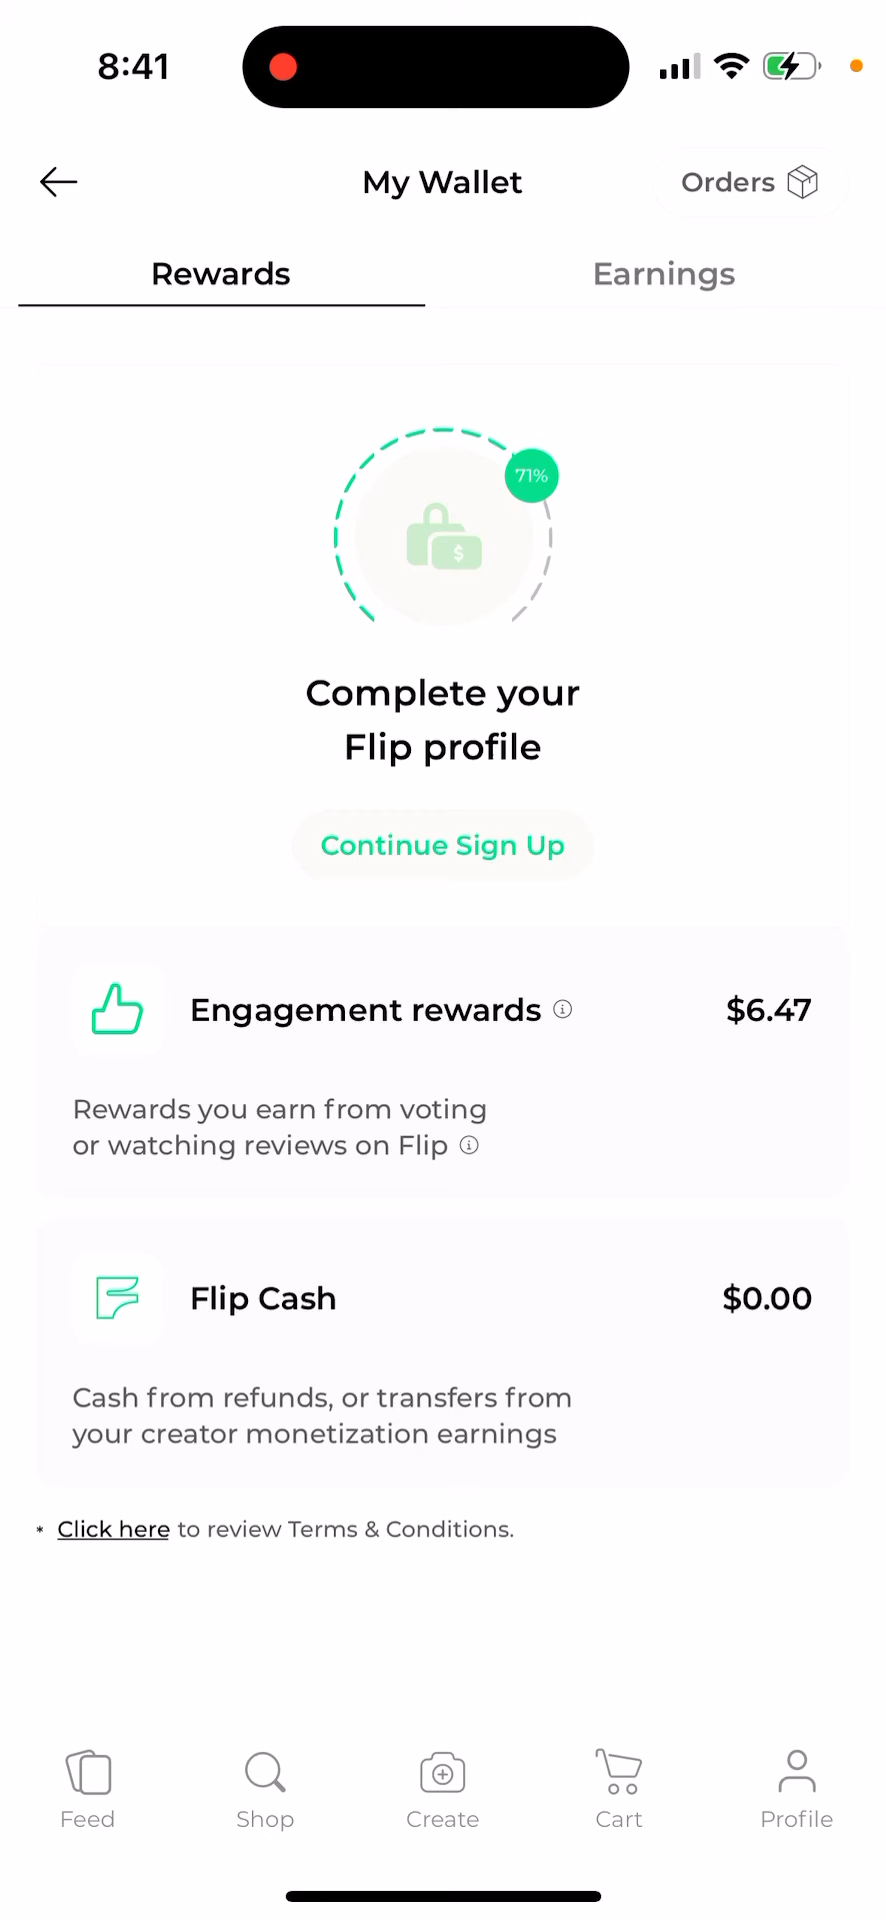 8:41
My Wallet
Orders
Rewards
Earnings
71%
$
Complete your
Flip profile
Continue Sign Up
Engagement rewards
$6.47
Rewards you earn from voting
or watching reviews on Flip
Flip Cash
$0.00
Cash from refunds, or transfers from
your creator monetization earnings
* Click here to review Terms & Conditions.
Feed
Shop
Create
Cart
Profile